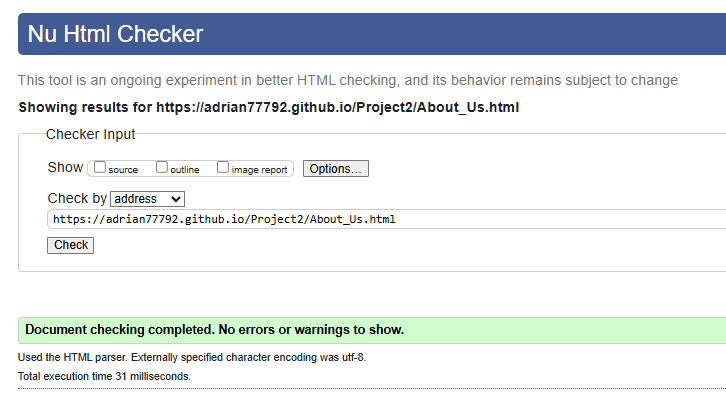 Nu Html Checker
This tool is an ongoing experiment in better HTML checking, and its behavior remains subject to change
Showing results for https://adrian77792.github.io/Project2/About_Us.html
Checker Input
Show source outline image report Options...
Check by address
https://adrian77792.github.io/Project2/About_Us.html
Check
Document checking completed. No errors or warnings to show.
Used the HTML parser. Externally specified character encoding was utf-8.
Total execution time 31 milliseconds.